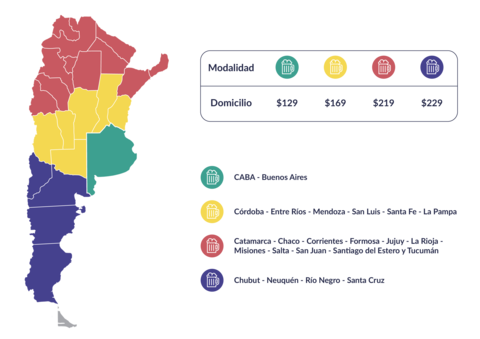 Modalidad
Domicilio $129 $169 $219 $229
CABA - Buenos Aires
Córdoba - Entre Ríos - Mendoza - San Luis - Santa Fe - La Pampa
Catamarca - Chaco - Corrientes - Formosa - Jujuy - La Rioja -
Misiones - Salta - San Juan - Santiago del Estero y Tucumán
Chubut - Neuquén - Río Negro - Santa Cruz